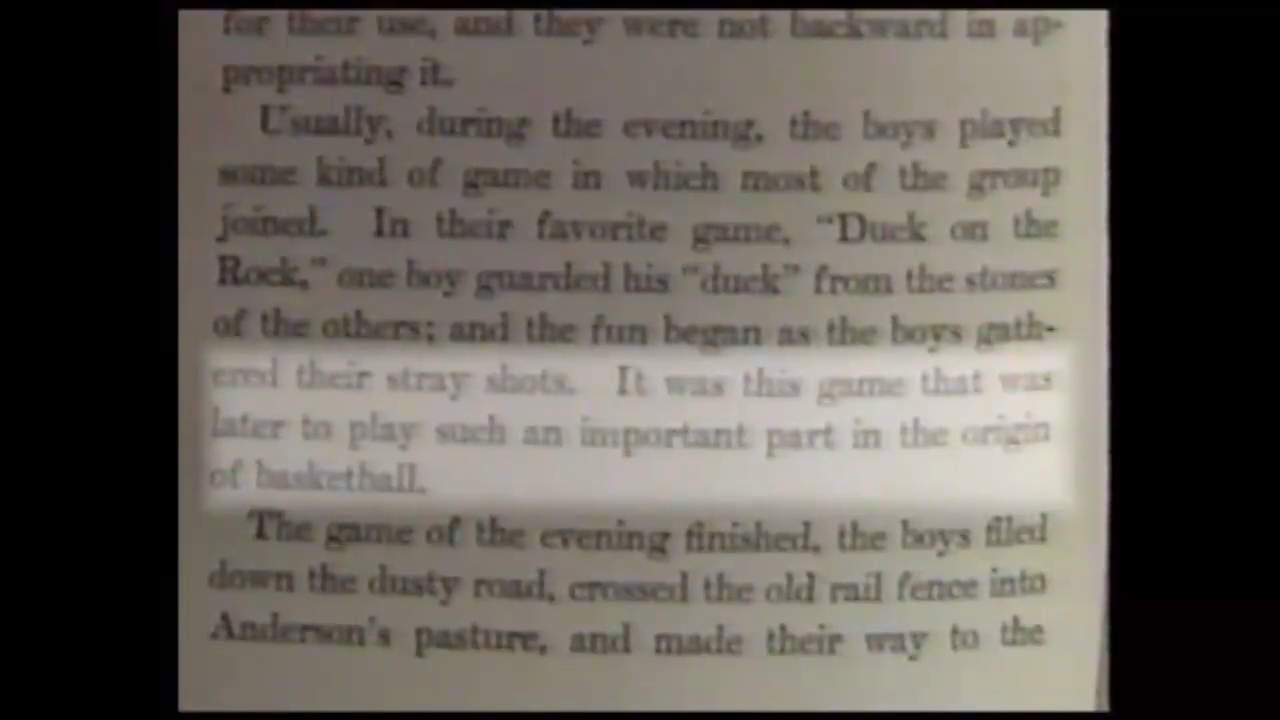 for their use, and they were not backward in ap-
propriating it.
Usually, during the evening, the boys played
some kind of game in which most of the group
joined. In their favorite game, "Duck on the
Rock," one boy guarded his "duck" from the stones
of the others; and the fun began as the boys gath-
ered their stray shots. It was this game that was
later to play such an important part in the origin
of basketball.
The game of the evening finished, the boys filed
down the dusty road, crossed the old rail fence into
Anderson's pasture, and made their way to the